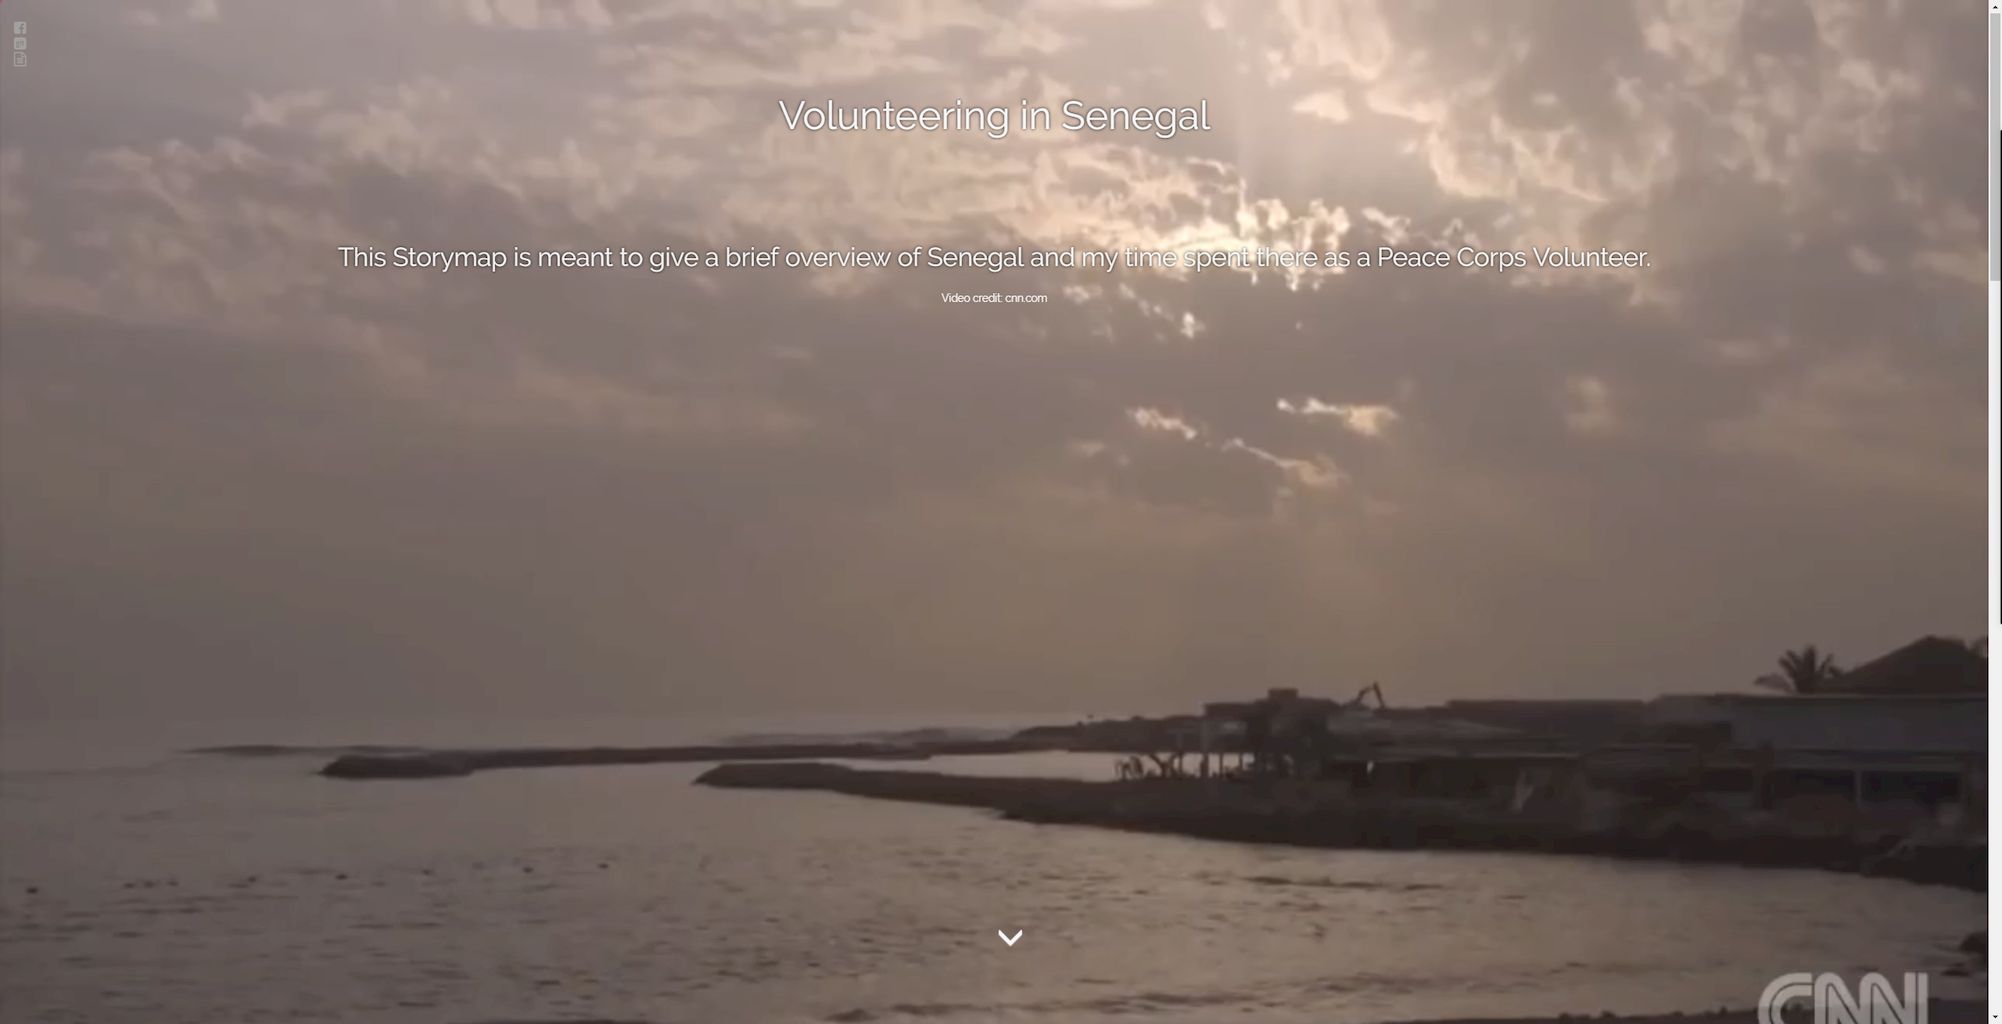 Volunteering in Senegal
This Storymap is meant to give a brief overview of Senegal and my time spent there as a Peace Corps Volunteer.
Video credit: cnn.com
CNN